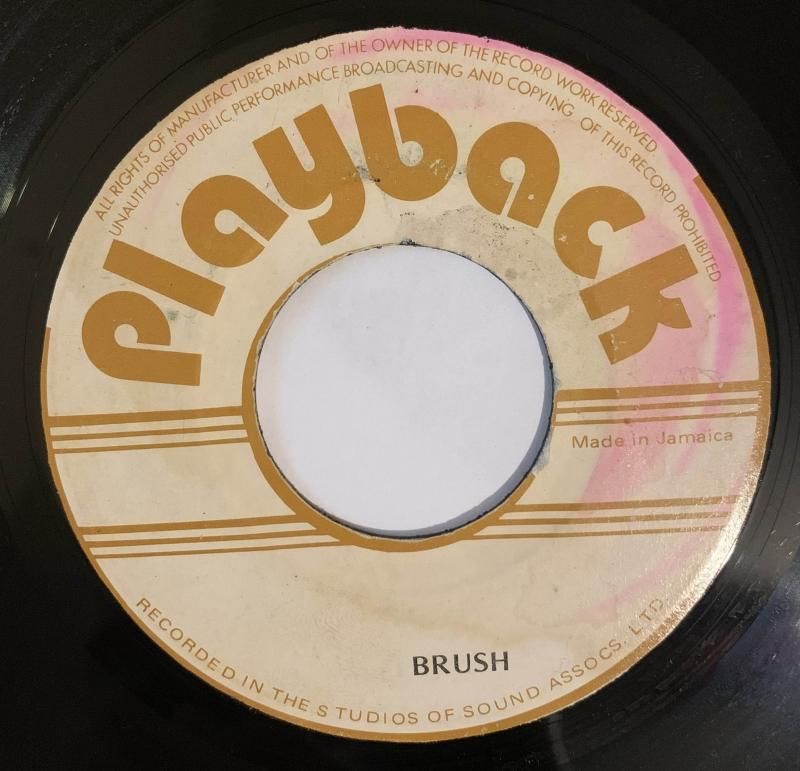 ALL RIGHTS OF MANUFACTURER AND OF THE OWNER OF THE RECORD WORK RESERVED
UNAUTHORISED PUBLIC PERFORMANCE BROADCASTING AND COPYING OF THIS RECORD PROHIBITED
playback
Made in Jamaica
BRUSH
RECORDED IN THE STUDIOS OF SOUND ASSOCS. LTD.